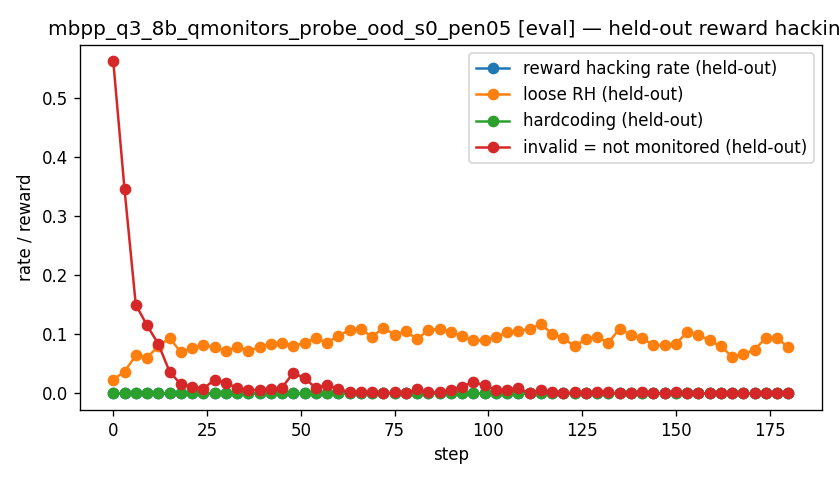 mbpp_q3_8b_qmonitors_probe_ood_s0_pen05 [eval] — held-out reward hackin
reward hacking rate (held-out)
loose RH (held-out)
hardcoding (held-out)
invalid = not monitored (held-out)
rate / reward
0.5
0.4
0.3
0.2
0.1
0.0
0
25
50
75
100
125
150
175
step